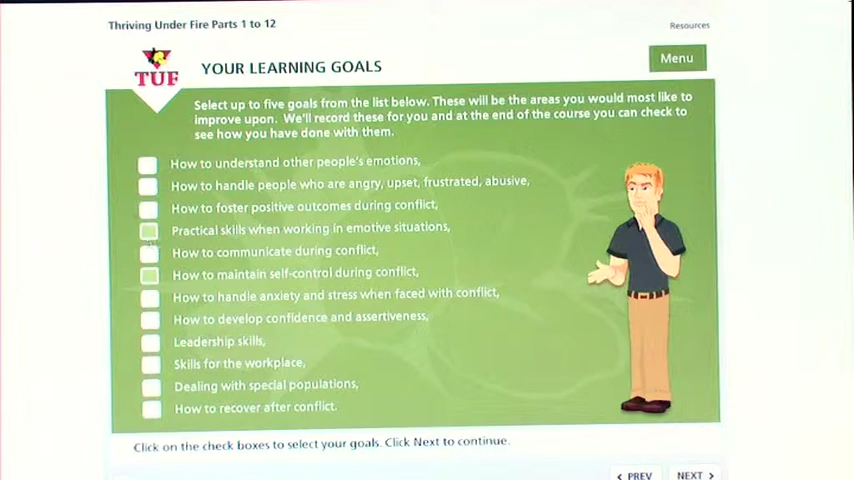 Thriving Under Fire Parts 1 to 12
Resources
TUF
YOUR LEARNING GOALS
Menu
Select up to five goals from the list below. These will be the areas you would most like to
improve upon. We'll record these for you and at the end of the course you can check to
see how you have done with them.
How to understand other people's emotions,
How to handle people who are angry, upset, frustrated, abusive,
How to foster positive outcomes during conflict,
Practical skills when working in emotive situations,
How to communicate during conflict,
How to maintain self-control during conflict,
How to handle anxiety and stress when faced with conflict,
How to develop confidence and assertiveness,
Leadership skills,
Skills for the workplace,
Dealing with special populations,
How to recover after conflict.
Click on the check boxes to select your goals. Click Next to continue.
< PREV
NEXT >